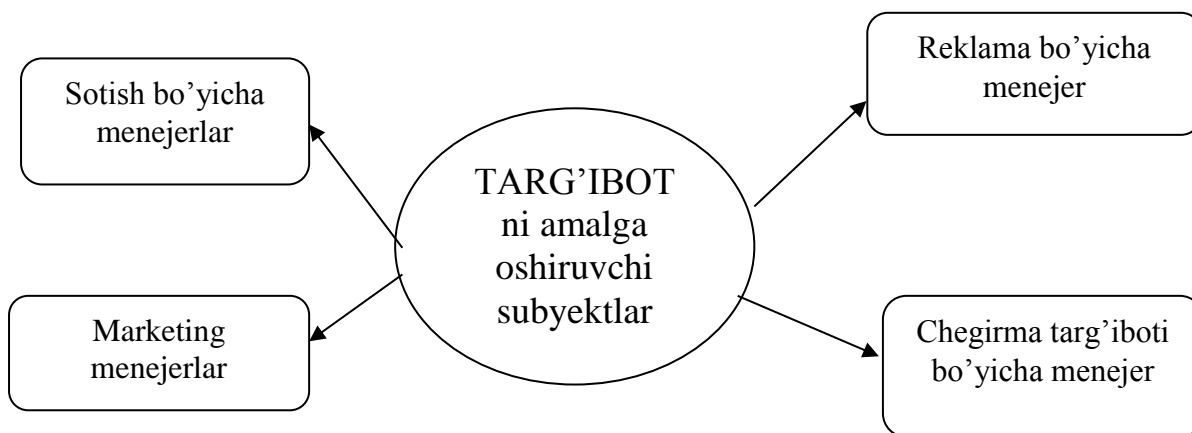 Sotish bo’yicha
menejerlar
Reklama bo’yicha
menejer
TARG’IBOT
ni amalga
oshiruvchi
subyektlar
Marketing
menejerlar
Chegirma targ’iboti
bo’yicha menejer